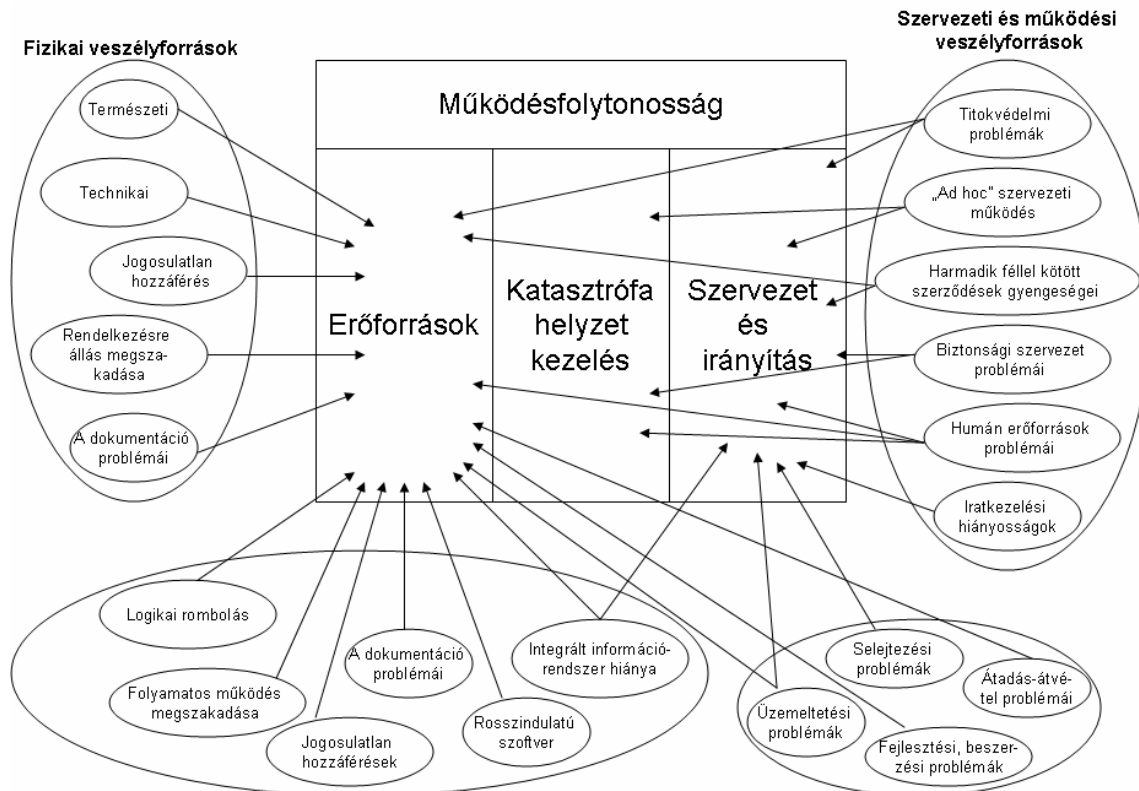 Fizikai veszélyforrások
Természeti
Technikai
Jogosulatlan
hozzáférés
Rendelkezésre
állás megsza-
kadása
A dokumentáció
problémái
Működésfolytonosság
Erőforrások
Katasztrófa
helyzet
kezelés
Szervezet
és
irányítás
Szervezeti és működési
veszélyforrások
Titokvédelmi
problémák
„Ad hoc” szervezeti
működés
Harmadik féllel kötött
szerződések gyengeségei
Biztonsági szervezet
problémái
Humán erőforrások
problémái
Iratkezelési
hiányosságok
Logikai rombolás
Folyamatos működés
megszakadása
Jogosulatlan
hozzáférések
A dokumentáció
problémái
Rosszindulatú
szoftver
Integrált információ-
rendszer hiánya
Selejtezési
problémák
Átadás-átvé-
tel problémái
Üzemeltetési
problémák
Fejlesztési, beszer-
zési problémák